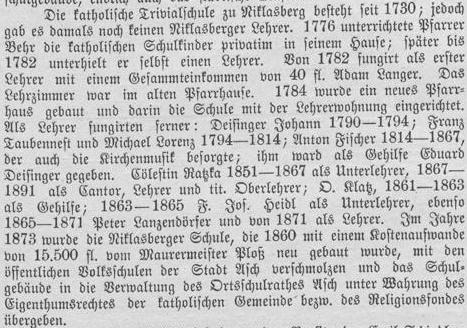 Die katholische Trivialschule zu Niklasberg besteht seit 1730; jedoch
gab es damals noch keinen Niklasberger Lehrer. 1776 unterrichtete Pfarrer
Behr die katholischen Schulkinder privatim in seinem Hause; später bis
1782 unterhielt er selbst einen Lehrer. Von 1782 fungirt als erster
Lehrer mit einem Gesammteinkommen von 40 fl. Adam Langer. Das
Lehrzimmer war im alten Pfarrhause. 1784 wurde ein neues Pfarr-
haus gebaut und darin die Schule mit der Lehrerwohnung eingerichtet.
Als Lehrer fungirten ferner: Deisinger Johann 1790—1794; Franz
Taubennest und Michael Lorenz 1794—1814; Anton Fischer 1814—1867,
der auch die Kirchenmusik besorgte; ihm ward als Gehilfe Eduard
Deisinger gegeben. Cölestin Ratzka 1851—1867 als Unterlehrer, 1867—
1891 als Cantor, Lehrer und tit. Oberlehrer; O. Klatz, 1861—1863
als Gehilfe; 1863—1865 F. Jos. Heidl als Unterlehrer, ebenso
1865—1871 Peter Lanzendörfer und von 1871 als Lehrer. Im Jahre
1873 wurde die Niklasberger Schule, die 1860 mit einem Kostenaufwande
von 15,500 fl. vom Maurermeister Ploß neu gebaut wurde, mit den
öffentlichen Volksschulen der Stadt Asch verschmolzen und das Schul-
gebäude in die Verwaltung des Ortsschulrathes Asch unter Wahrung des
Eigenthumsrechtes der katholischen Gemeinde bezw. des Religionsfondes
übergeben.